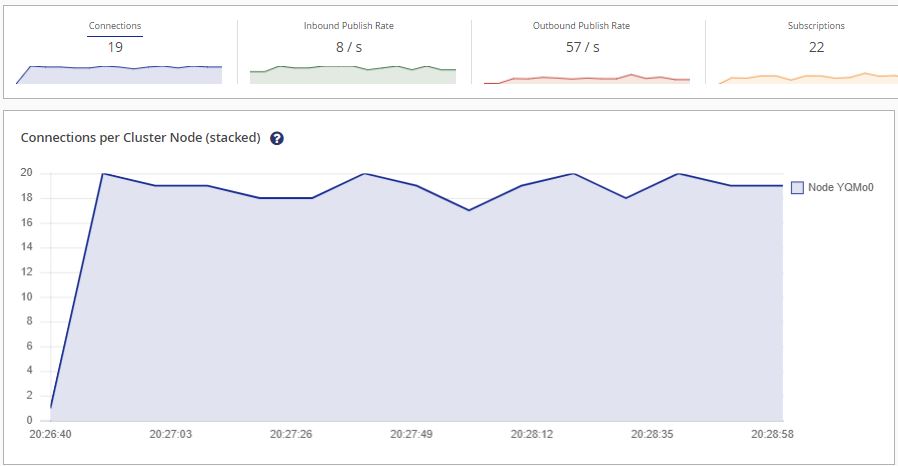 Connections
19
Inbound Publish Rate
8 / s
Outbound Publish Rate
57 / s
Subscriptions
22
Connections per Cluster Node (stacked) ?
20
18
16
14
12
10
8
6
4
2
0
Node YQMo0
20:26:40 20:27:03 20:27:26 20:27:49 20:28:12 20:28:35 20:28:58